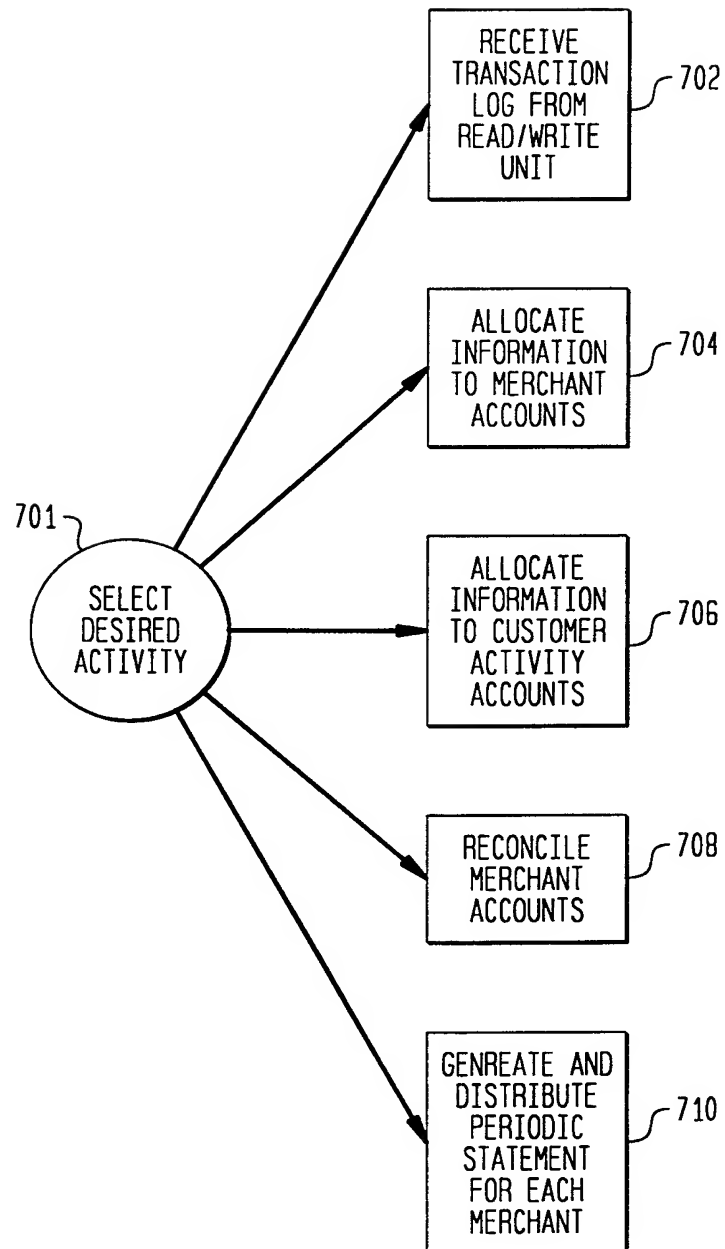 RECEIVE
TRANSACTION
LOG FROM
READ/WRITE
UNIT
702
ALLOCATE
INFORMATION
TO MERCHANT
ACCOUNTS
704
701
SELECT
DESIRED
ACTIVITY
ALLOCATE
INFORMATION
TO CUSTOMER
ACTIVITY
ACCOUNTS
706
RECONCILE
MERCHANT
ACCOUNTS
708
GENREATE AND
DISTRIBUTE
PERIODIC
STATEMENT
FOR EACH
MERCHANT
710